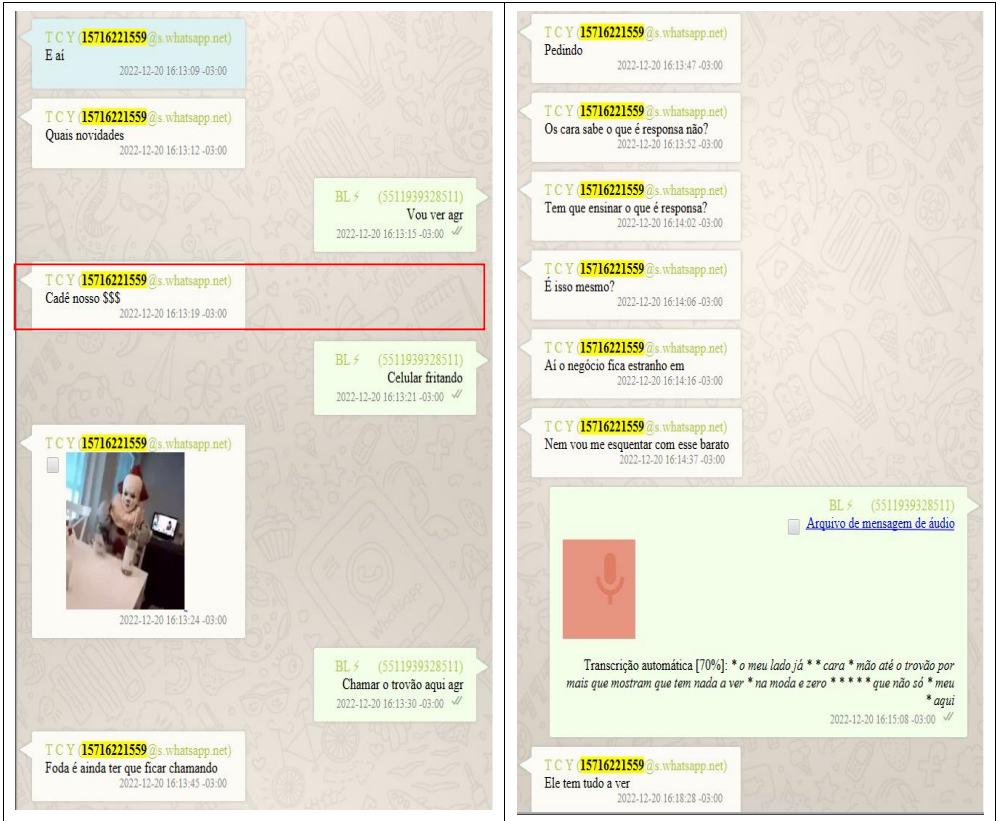 T C Y (15716221559@s.whatsapp.net)
E aí
2022-12-20 16:13:09 -03:00
T C Y (15716221559@s.whatsapp.net)
Quais novidades
2022-12-20 16:13:12 -03:00
BL⚡ (5511939328511)
Vou ver agr
2022-12-20 16:13:15 -03:00
T C Y (15716221559@s.whatsapp.net)
Cadê nosso $$$
2022-12-20 16:13:19 -03:00
BL⚡ (5511939328511)
Celular fritando
2022-12-20 16:13:21 -03:00
T C Y (15716221559@s.whatsapp.net)
2022-12-20 16:13:24 -03:00
BL⚡ (5511939328511)
Chamar o trovão aqui agr
2022-12-20 16:13:30 -03:00
T C Y (15716221559@s.whatsapp.net)
Foda é ainda ter que ficar chamando
2022-12-20 16:13:45 -03:00
T C Y (15716221559@s.whatsapp.net)
Pedindo
2022-12-20 16:13:47 -03:00
T C Y (15716221559@s.whatsapp.net)
Os cara sabe o que é responsa não?
2022-12-20 16:13:52 -03:00
T C Y (15716221559@s.whatsapp.net)
Tem que ensinar o que é responsa?
2022-12-20 16:14:02 -03:00
T C Y (15716221559@s.whatsapp.net)
É isso mesmo?
2022-12-20 16:14:06 -03:00
T C Y (15716221559@s.whatsapp.net)
Aí o negócio fica estranho em
2022-12-20 16:14:16 -03:00
T C Y (15716221559@s.whatsapp.net)
Nem vou me esquentar com esse barato
2022-12-20 16:14:37 -03:00
BL⚡ (5511939328511)
Arquivo de mensagem de áudio
Transcrição automática [70%]: * o meu lado já * * cara * mão até o trovão por
mais que mostram que tem nada a ver * na moda e zero * * * * * que não só * meu
* aqui
2022-12-20 16:15:08 -03:00
T C Y (15716221559@s.whatsapp.net)
Ele tem tudo a ver
2022-12-20 16:18:28 -03:00